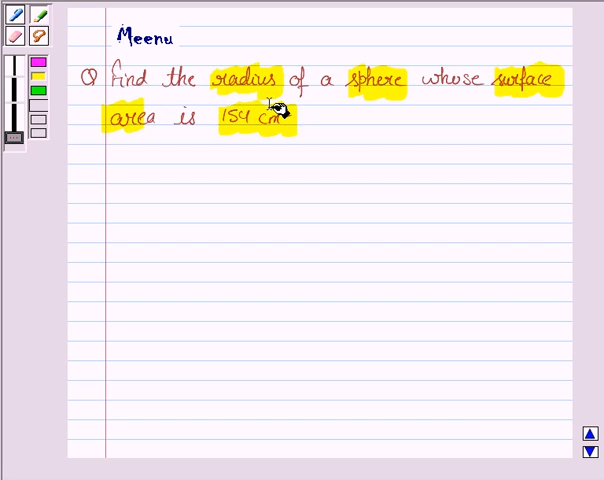 Meenu
Q Find the radius of a sphere whose surface
area is 154 cm